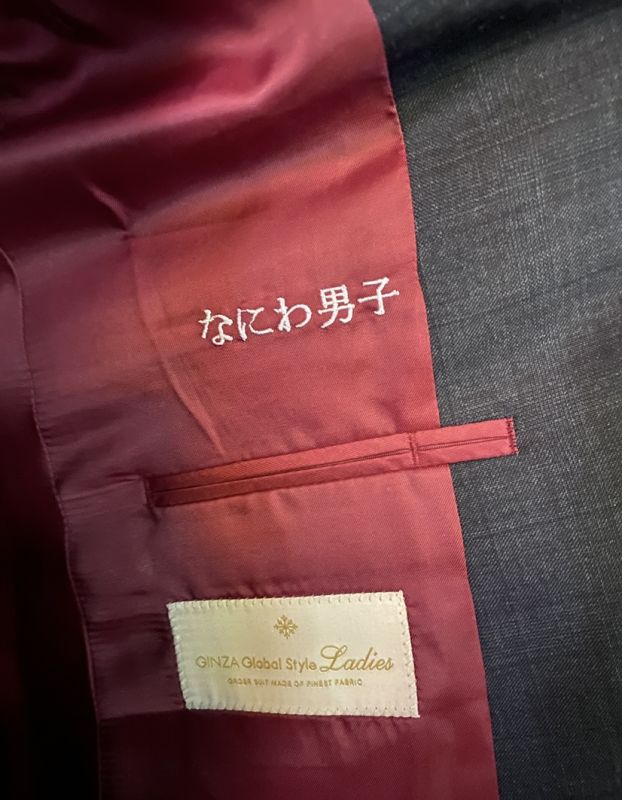 なにわ男子
GINZA Global Style Ladies
ORDER SUIT MADE OF FINEST FABRIC